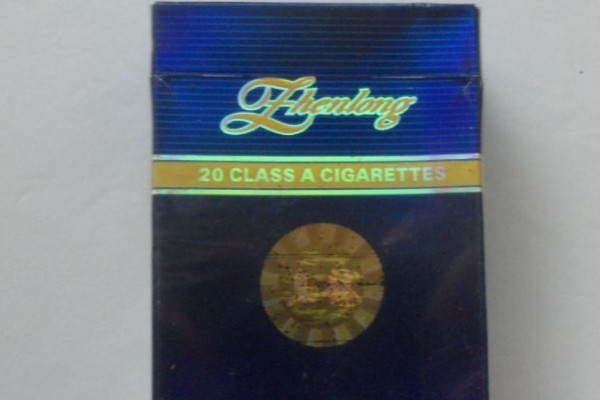 Zhenlong
20 CLASS A CIGARETTES